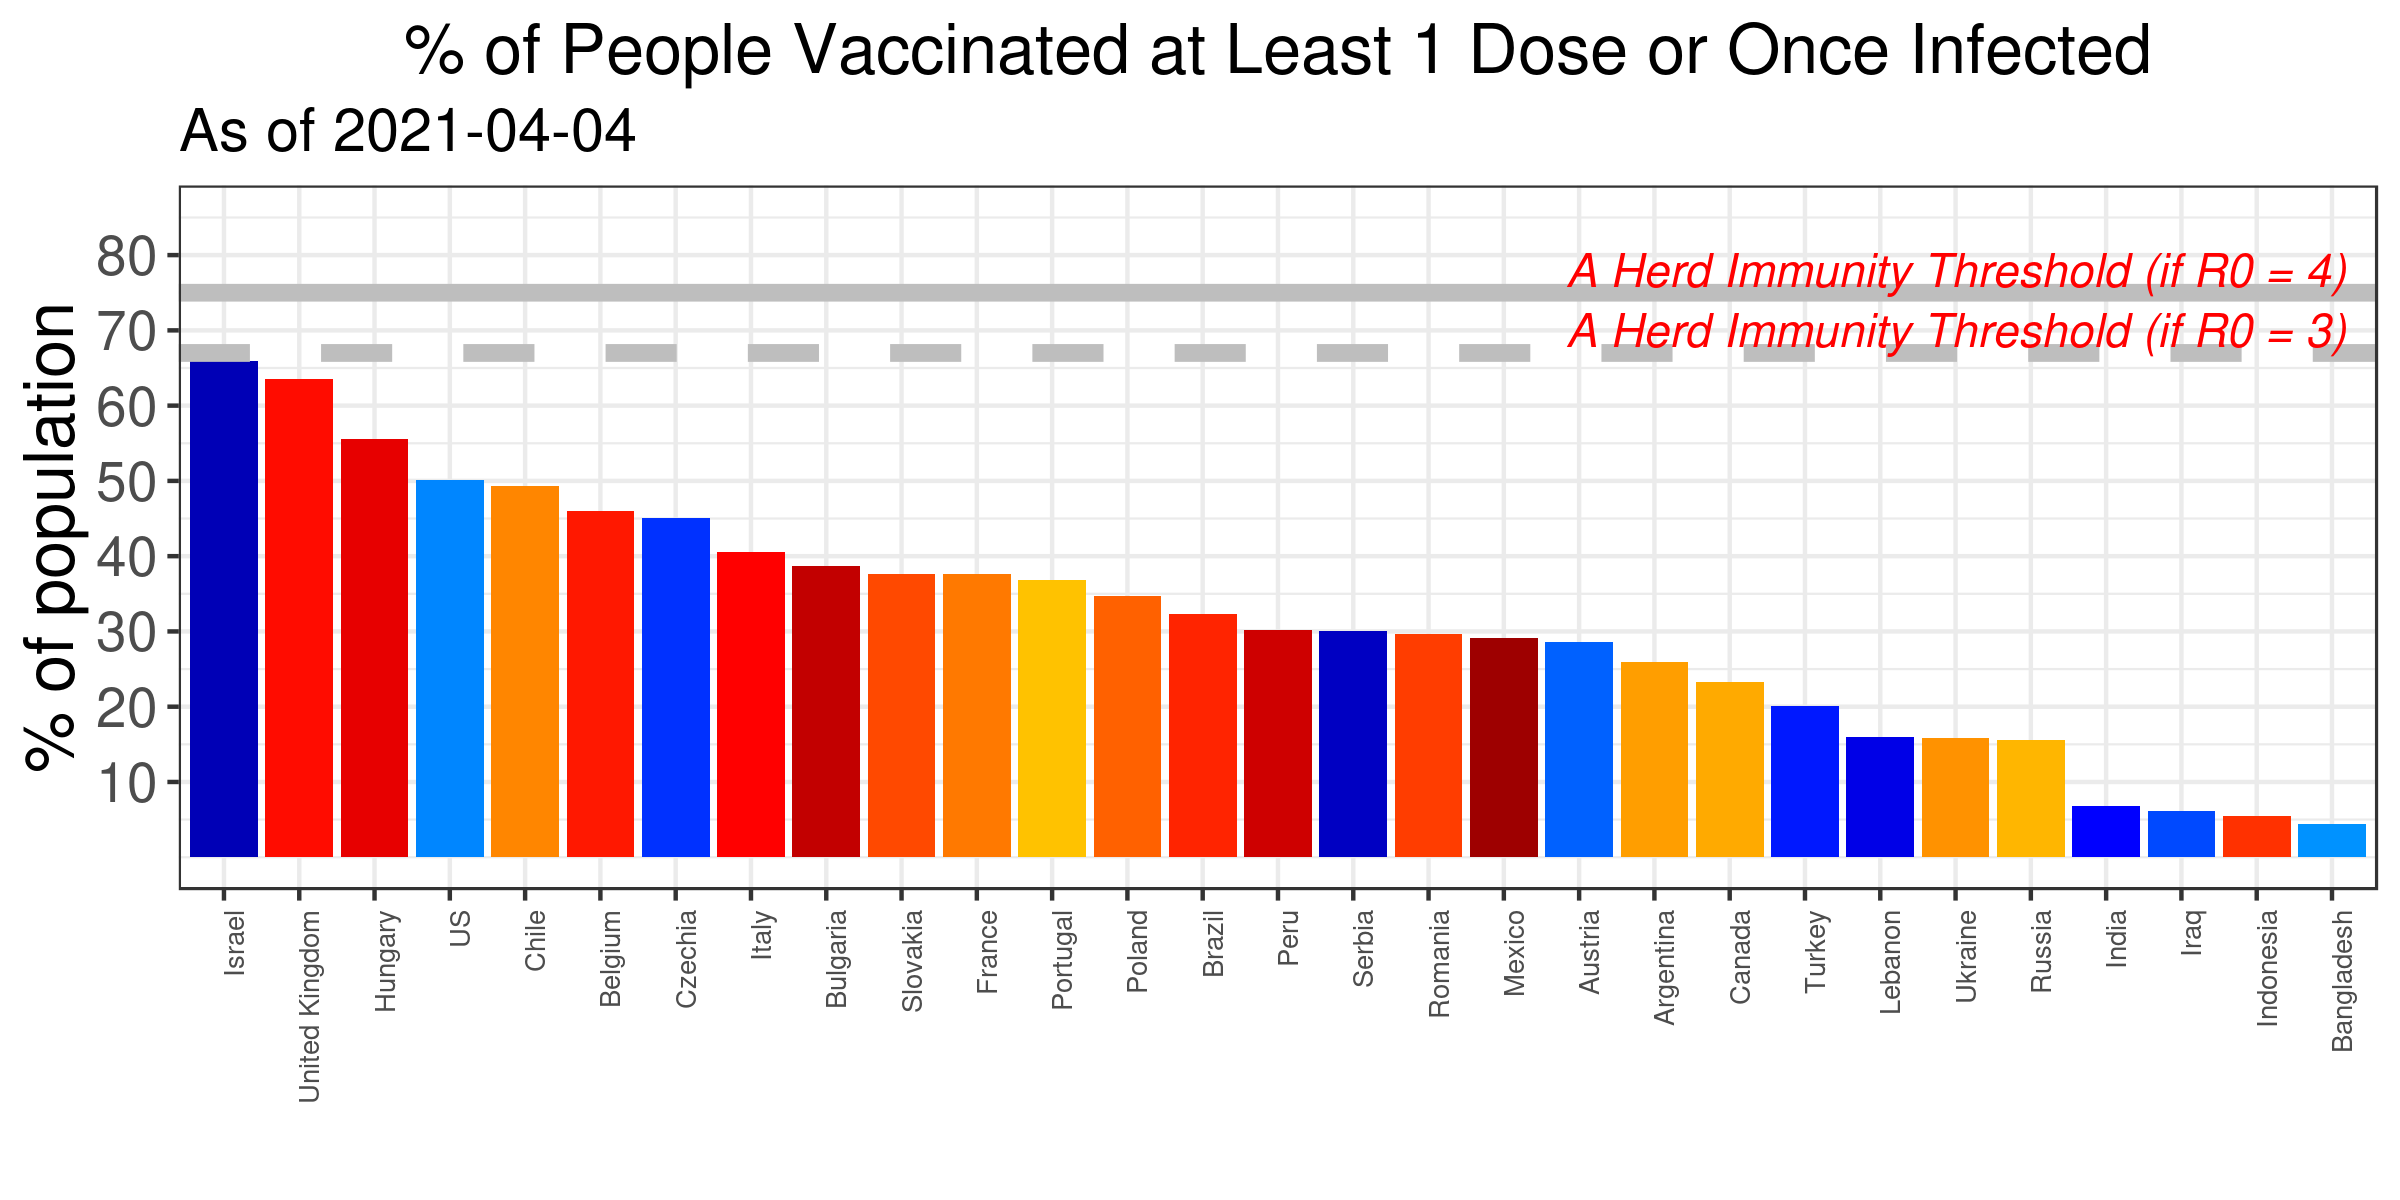 % of People Vaccinated at Least 1 Dose or Once Infected
As of 2021-04-04
% of population
80
70
60
50
40
30
20
10
A Herd Immunity Threshold (if R0 = 4)
A Herd Immunity Threshold (if R0 = 3)
Israel
United Kingdom
Hungary
US
Chile
Belgium
Czechia
Italy
Bulgaria
Slovakia
France
Portugal
Poland
Brazil
Peru
Serbia
Romania
Mexico
Austria
Argentina
Canada
Turkey
Lebanon
Ukraine
Russia
India
Iraq
Indonesia
Bangladesh